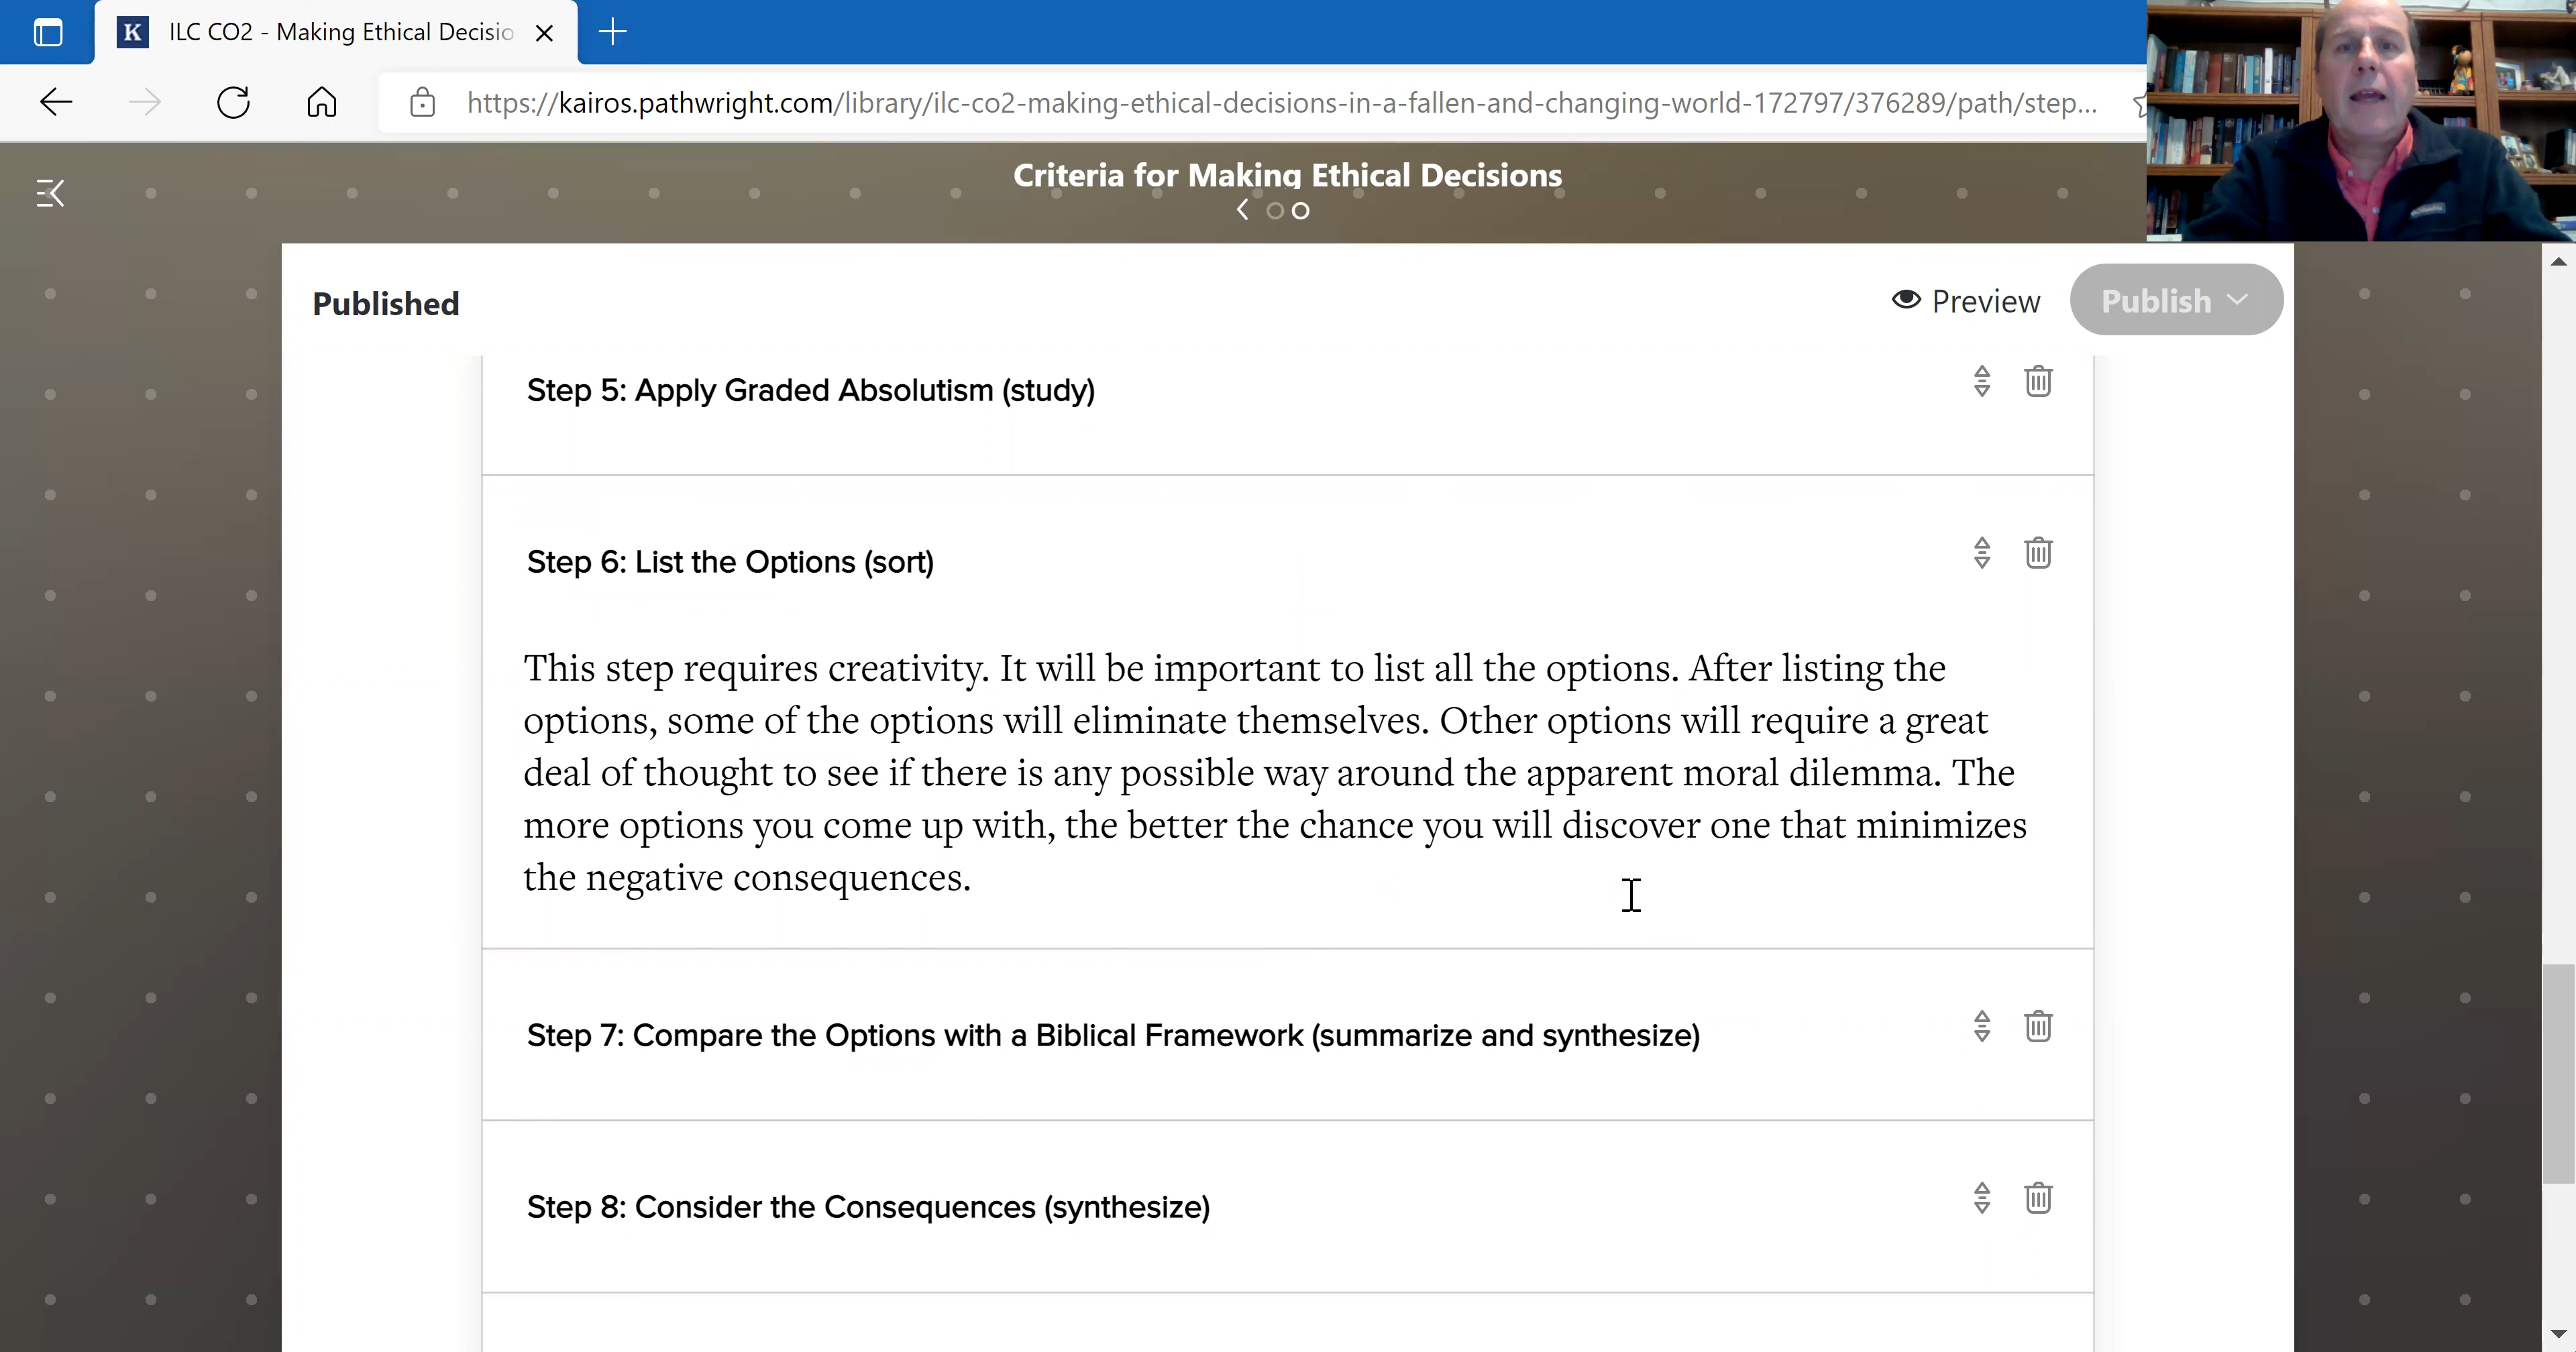 K ILC CO2 - Making Ethical Decisio
https://kairos.pathwright.com/library/ilc-co2-making-ethical-decisions-in-a-fallen-and-changing-world-172797/376289/path/step...
Criteria for Making Ethical Decisions
Published
Preview
Publish
Step 5: Apply Graded Absolutism (study)
Step 6: List the Options (sort)
This step requires creativity. It will be important to list all the options. After listing the
options, some of the options will eliminate themselves. Other options will require a great
deal of thought to see if there is any possible way around the apparent moral dilemma. The
more options you come up with, the better the chance you will discover one that minimizes
the negative consequences.
Step 7: Compare the Options with a Biblical Framework (summarize and synthesize)
Step 8: Consider the Consequences (synthesize)